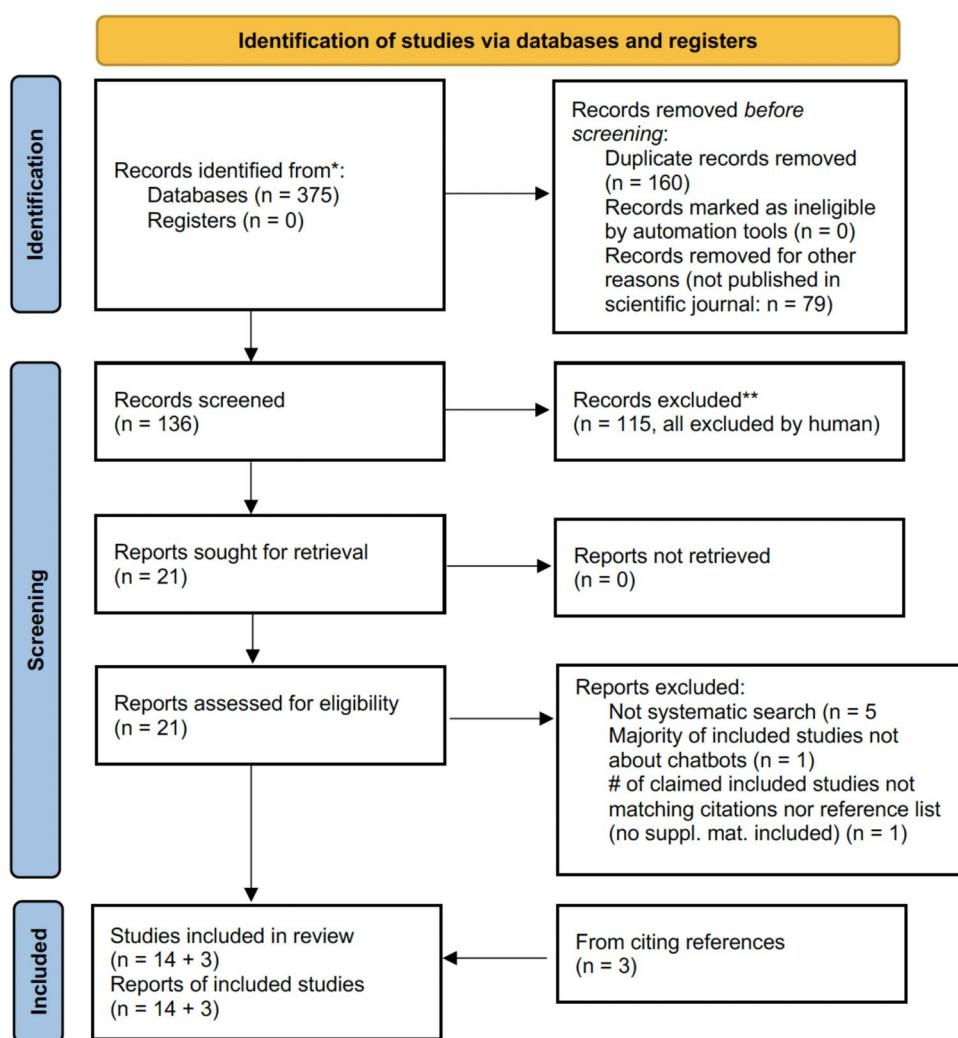 Identification of studies via databases and registers
Identification
Records identified from*:
Databases (n = 375)
Registers (n = 0)
Records removed before
screening:
Duplicate records removed
(n = 160)
Records marked as ineligible
by automation tools (n = 0)
Records removed for other
reasons (not published in
scientific journal: n = 79)
Screening
Records screened
(n = 136)
Records excluded**
(n = 115, all excluded by human)
Reports sought for retrieval
(n = 21)
Reports not retrieved
(n = 0)
Reports assessed for eligibility
(n = 21)
Reports excluded:
Not systematic search (n = 5
Majority of included studies not
about chatbots (n = 1)
# of claimed included studies not
matching citations nor reference list
(no suppl. mat. included) (n = 1)
Included
Studies included in review
(n = 14 + 3)
Reports of included studies
(n = 14 + 3)
From citing references
(n = 3)